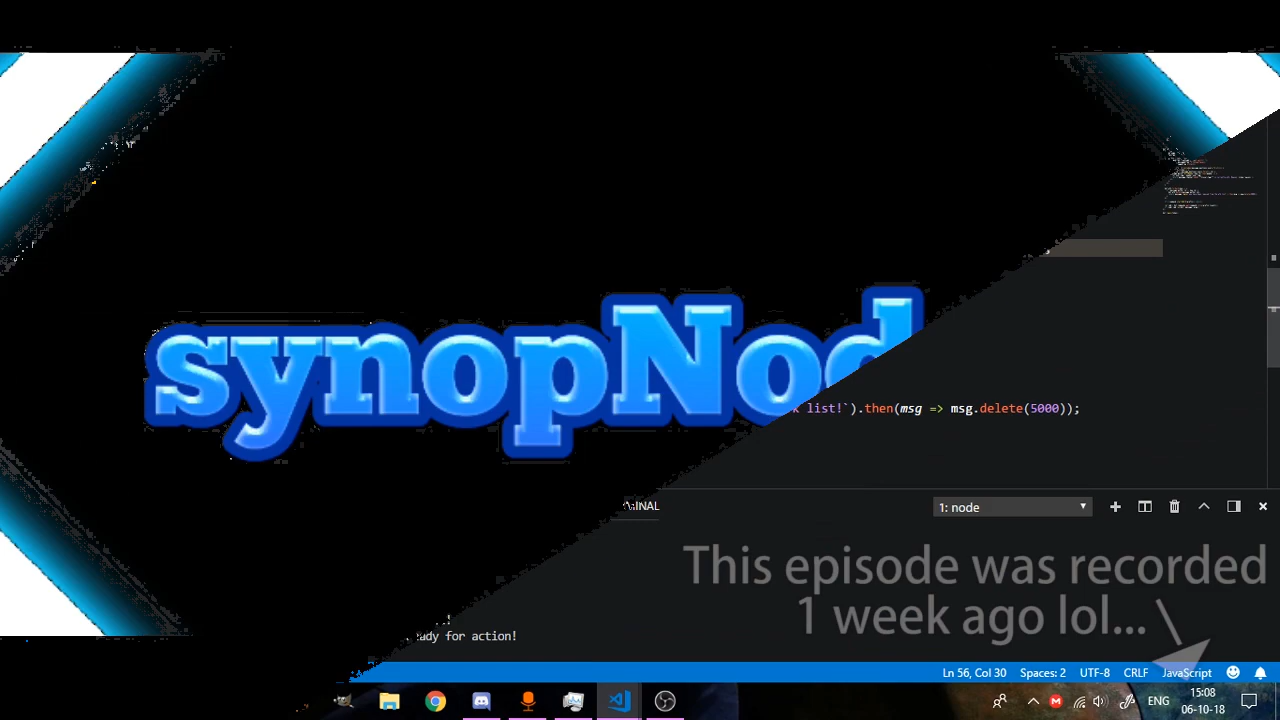 synopNod
k list!`).then(msg => msg.delete(5000));
INAL
1: node
This episode was recorded
1 week ago lol...
ady for action!
Ln 56, Col 30 Spaces: 2 UTF-8 CRLF JavaScript
ENG
15:08
06-10-18